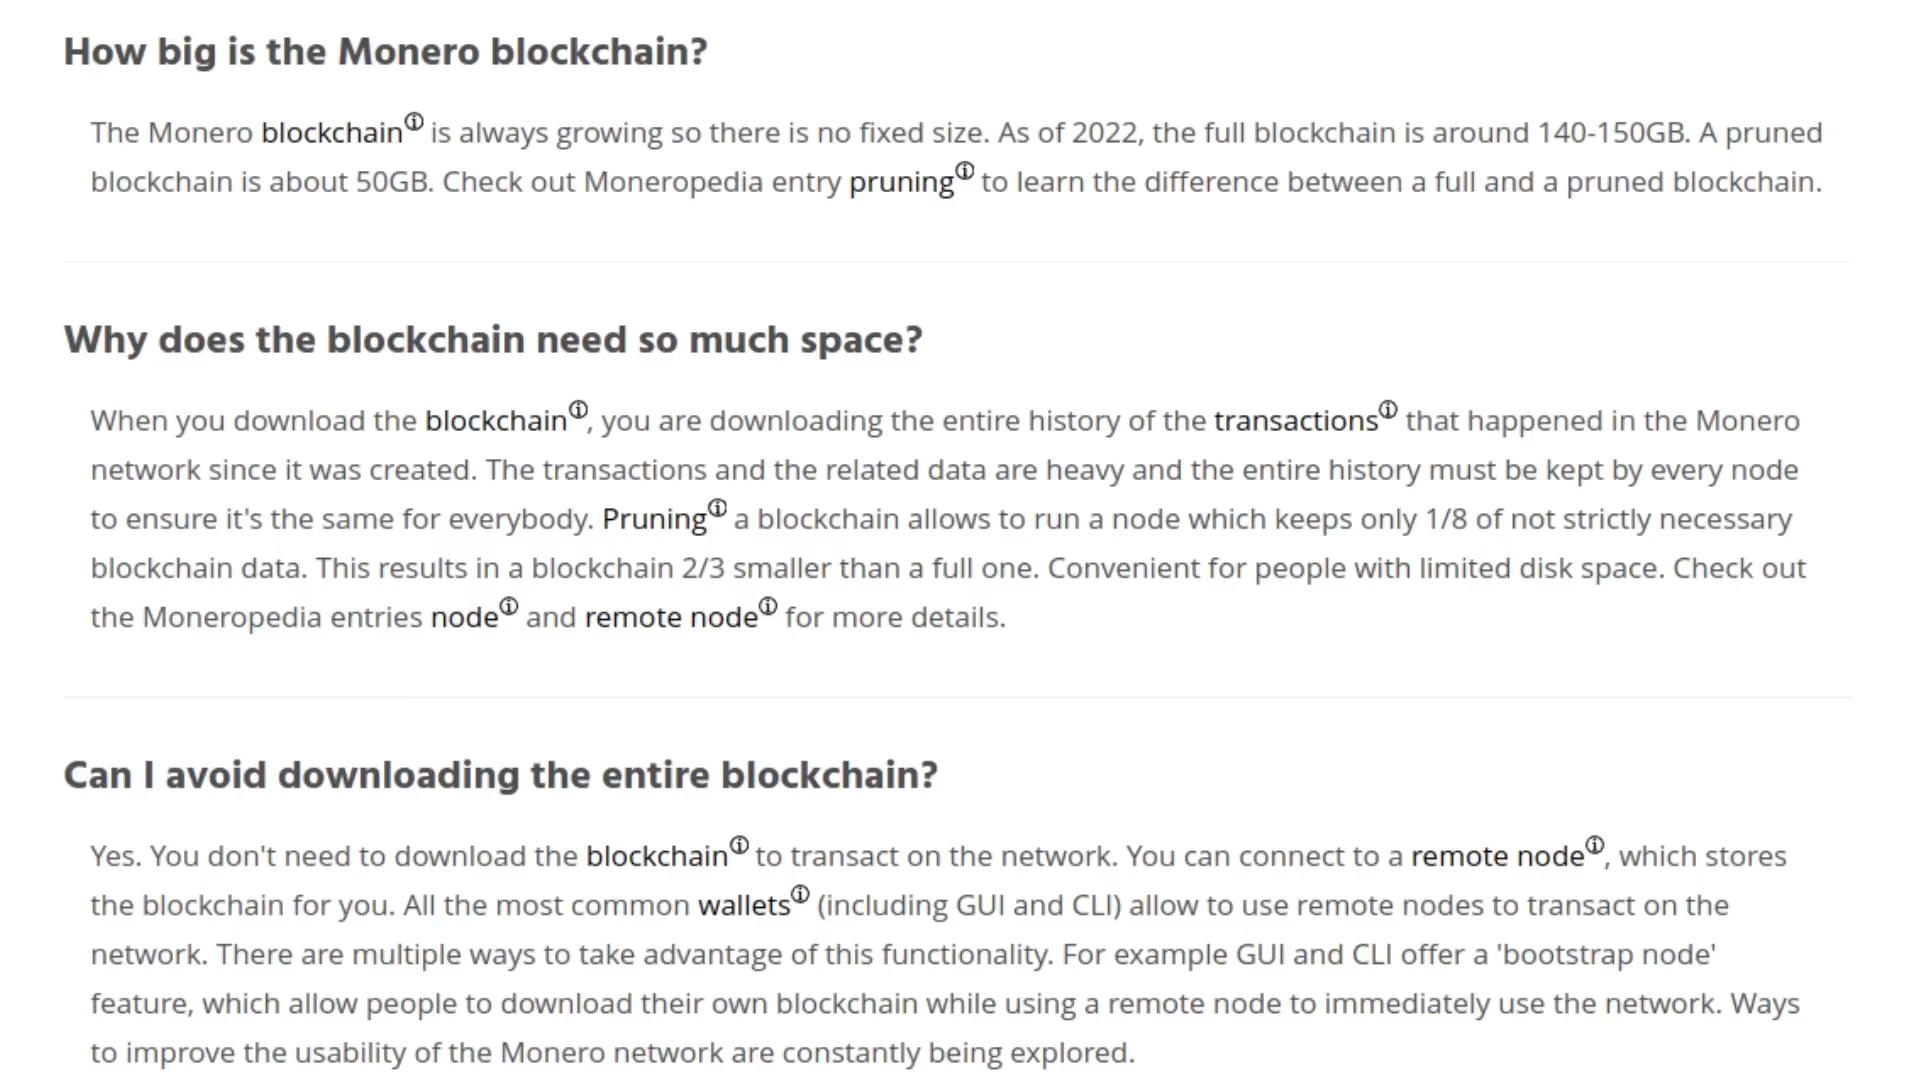 How big is the Monero blockchain?
The Monero blockchainⓘ is always growing so there is no fixed size. As of 2022, the full blockchain is around 140-150GB. A pruned
blockchain is about 50GB. Check out Moneropedia entry pruningⓘ to learn the difference between a full and a pruned blockchain.
Why does the blockchain need so much space?
When you download the blockchainⓘ, you are downloading the entire history of the transactionsⓘ that happened in the Monero
network since it was created. The transactions and the related data are heavy and the entire history must be kept by every node
to ensure it's the same for everybody. Pruningⓘ a blockchain allows to run a node which keeps only 1/8 of not strictly necessary
blockchain data. This results in a blockchain 2/3 smaller than a full one. Convenient for people with limited disk space. Check out
the Moneropedia entries nodeⓘ and remote nodeⓘ for more details.
Can I avoid downloading the entire blockchain?
Yes. You don't need to download the blockchainⓘ to transact on the network. You can connect to a remote nodeⓘ, which stores
the blockchain for you. All the most common walletsⓘ (including GUI and CLI) allow to use remote nodes to transact on the
network. There are multiple ways to take advantage of this functionality. For example GUI and CLI offer a 'bootstrap node'
feature, which allow people to download their own blockchain while using a remote node to immediately use the network. Ways
to improve the usability of the Monero network are constantly being explored.